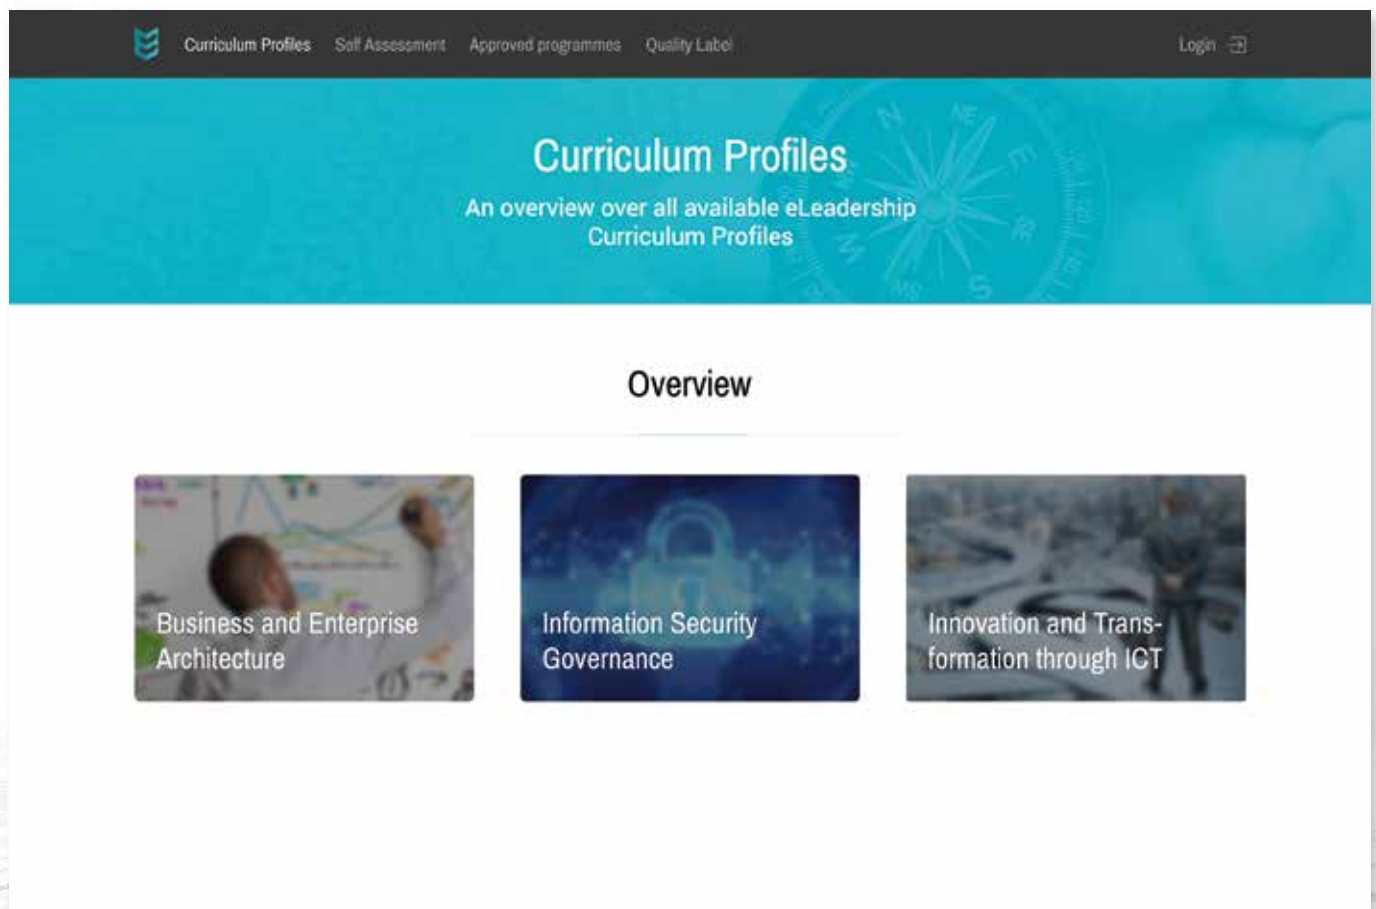 Curriculum Profiles Self Assessment Approved programmes Quality Label Login
N NE E
S
Curriculum Profiles
An overview over all available eLeadership
Curriculum Profiles
Overview
Business and Enterprise
Architecture
Information Security
Governance
Innovation and Trans-
formation through ICT